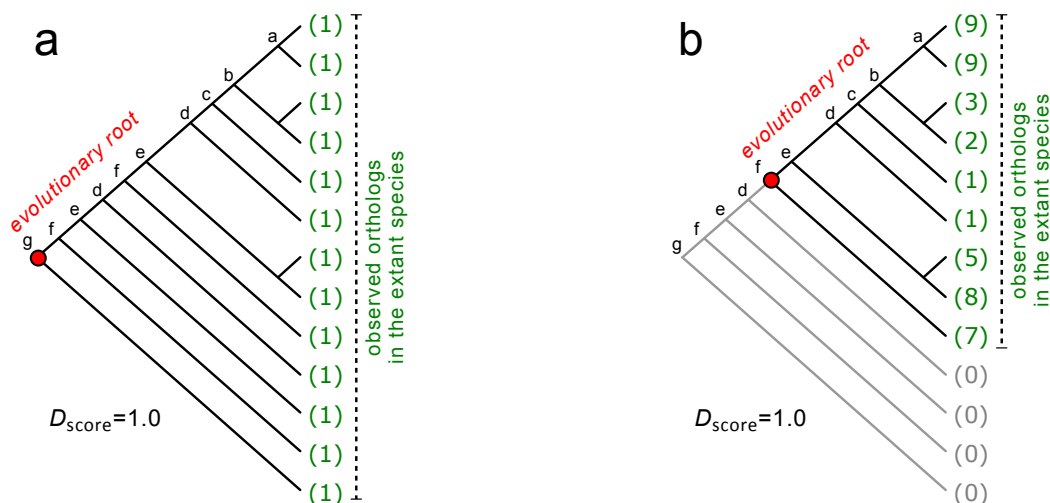 a
evolutionary root
a
b
c
d
e
f
d
e
f
g
(1)
(1)
(1)
(1)
(1)
(1)
(1)
(1)
(1)
(1)
(1)
(1)
(1)
observed orthologs
in the extant species
Dscore=1.0
b
evolutionary root
a
b
c
d
e
f
d
e
f
g
(9)
(9)
(3)
(2)
(1)
(1)
(5)
(8)
(7)
(0)
(0)
(0)
(0)
observed orthologs
in the extant species
Dscore=1.0